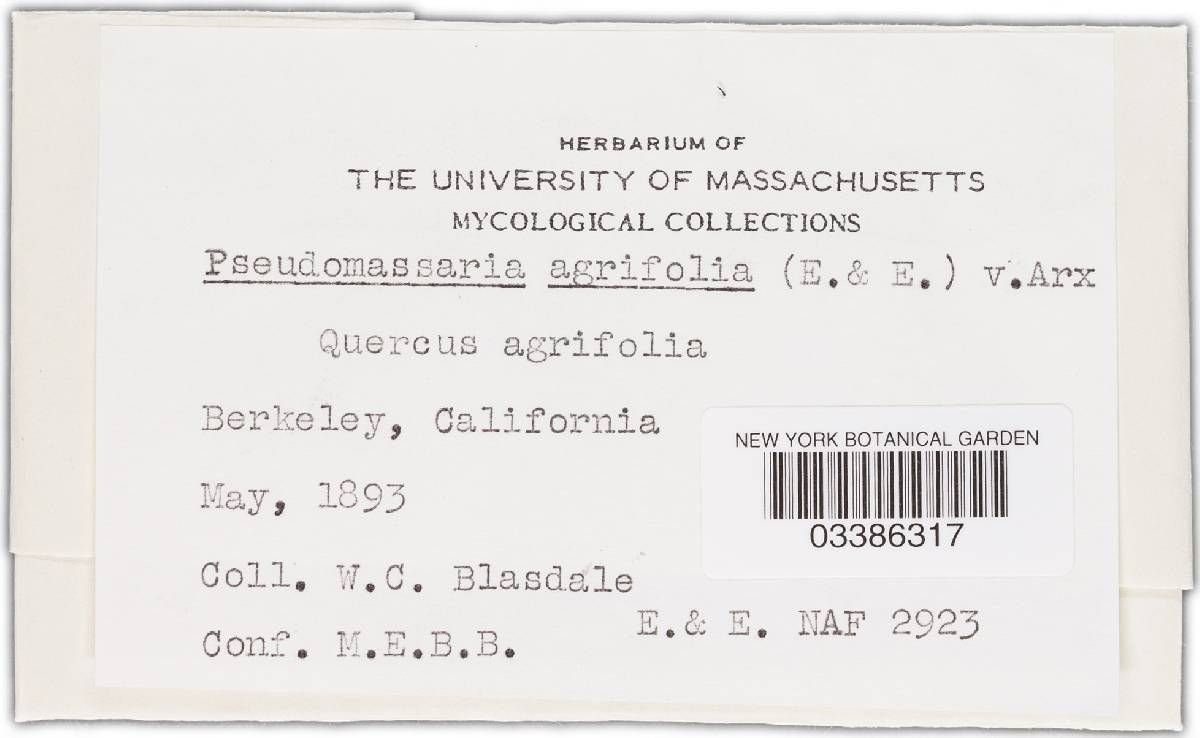 HERBARIUM OF
THE UNIVERSITY OF MASSACHUSETTS
MYCOLOGICAL COLLECTIONS
Pseudomassaria agrifolia (E.& E.) v.Arx
Quercus agrifolia
Berkeley, California
May, 1893
Coll. W.C. Blasdale
Conf. M.E.B.B.
E.& E. NAF 2923
NEW YORK BOTANICAL GARDEN
03386317